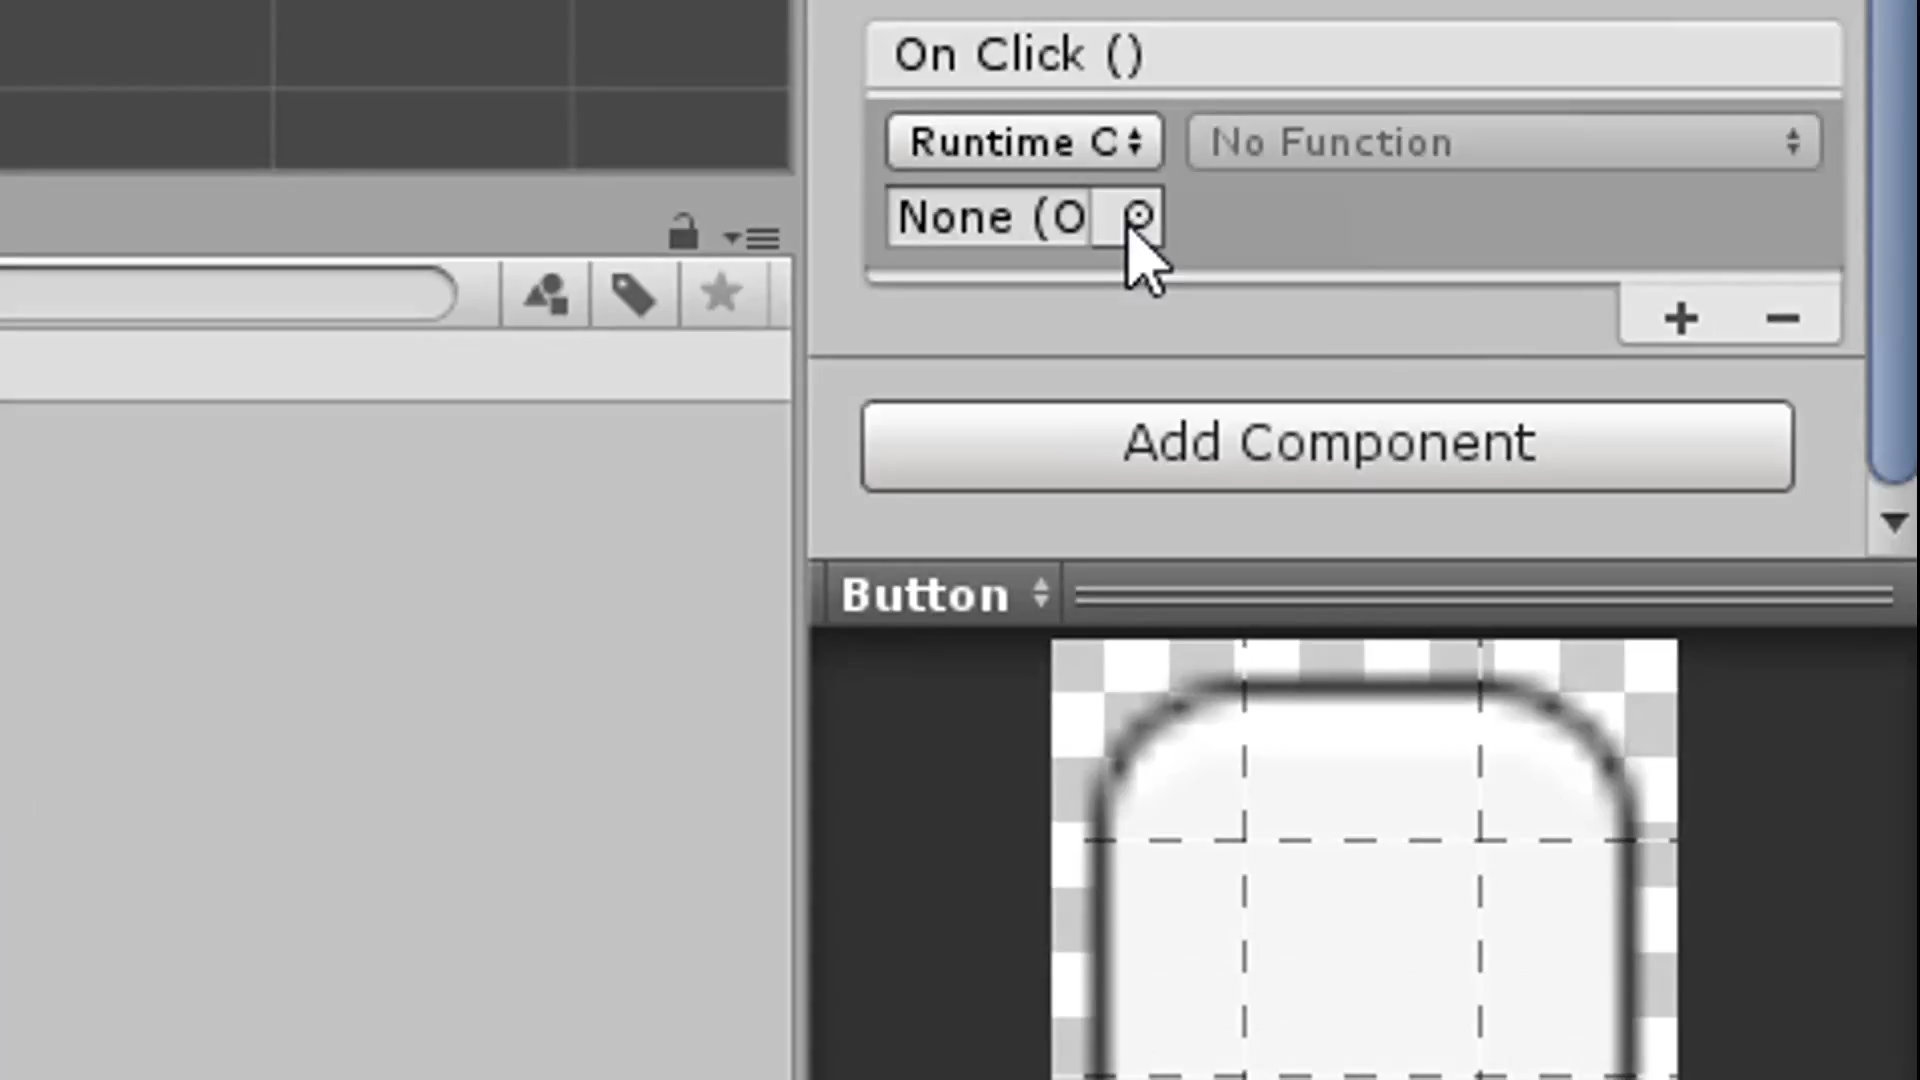 On Click ()
Runtime C
No Function
None (O
+ −
Add Component
Button